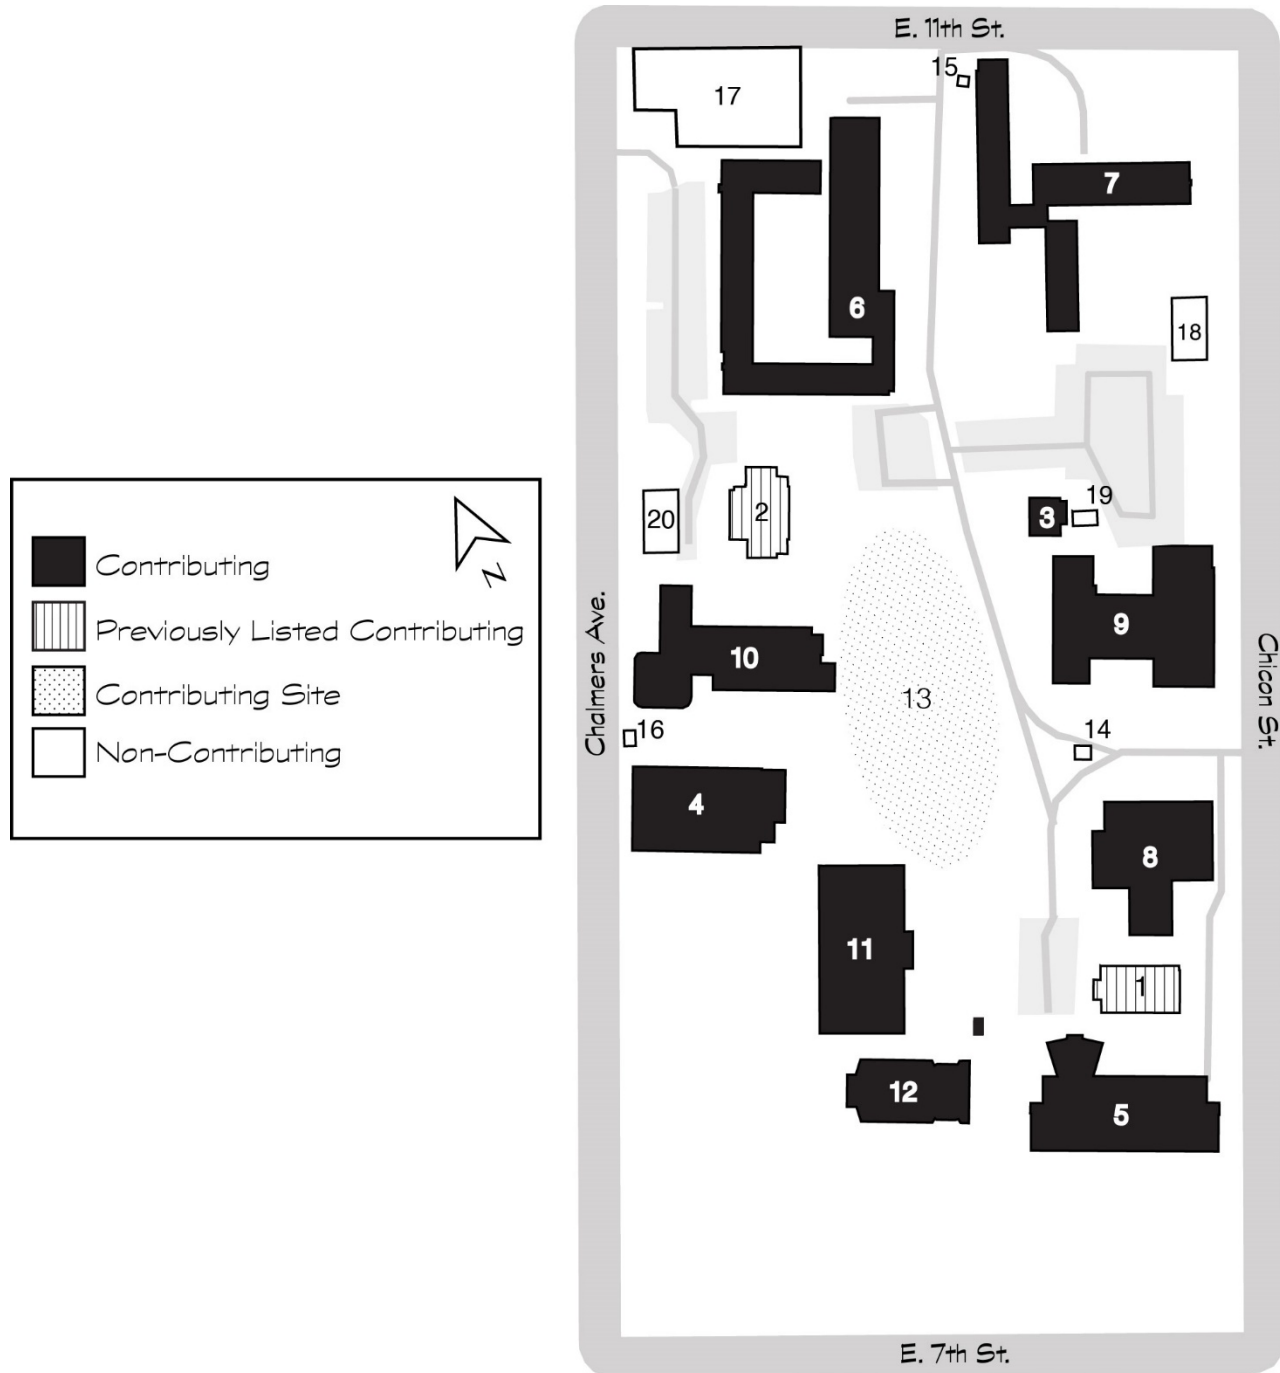 E. 11th St.
15
17
7
6
18
19
20
2
3
Contributing
N
Previously Listed Contributing
Contributing Site
Non-Contributing
Chalmers Ave.
Chicon St.
9
10
13
16
14
4
8
11
1
12
5
E. 7th St.